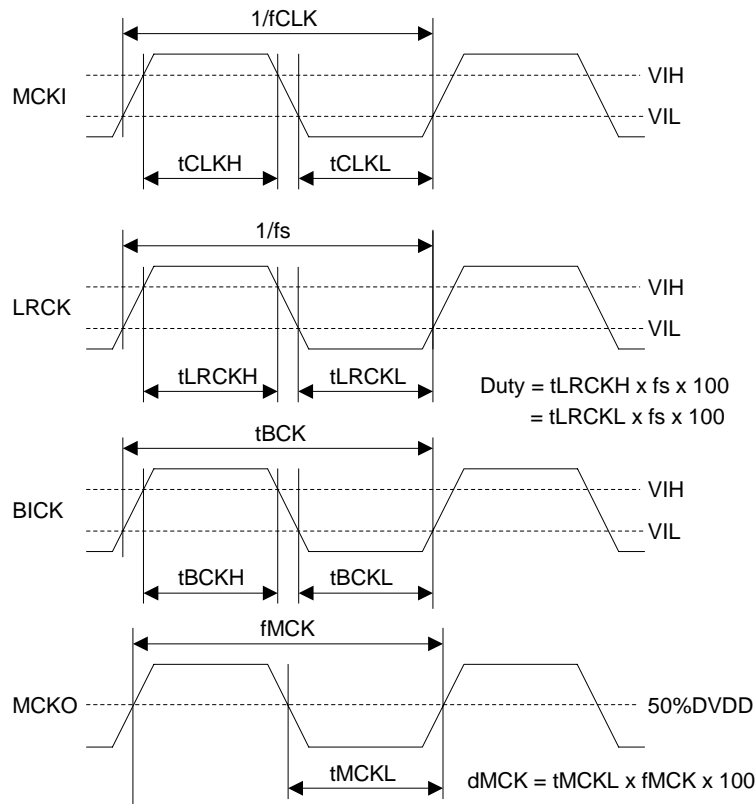 1/fCLK
MCKI
VIH
VIL
tCLKH
tCLKL
1/fs
LRCK
VIH
VIL
tLRCKH
tLRCKL
Duty = tLRCKH x fs x 100
= tLRCKL x fs x 100
tBCK
BICK
VIH
VIL
tBCKH
tBCKL
fMCK
MCKO
50%DVDD
tMCKL
dMCK = tMCKL x fMCK x 100